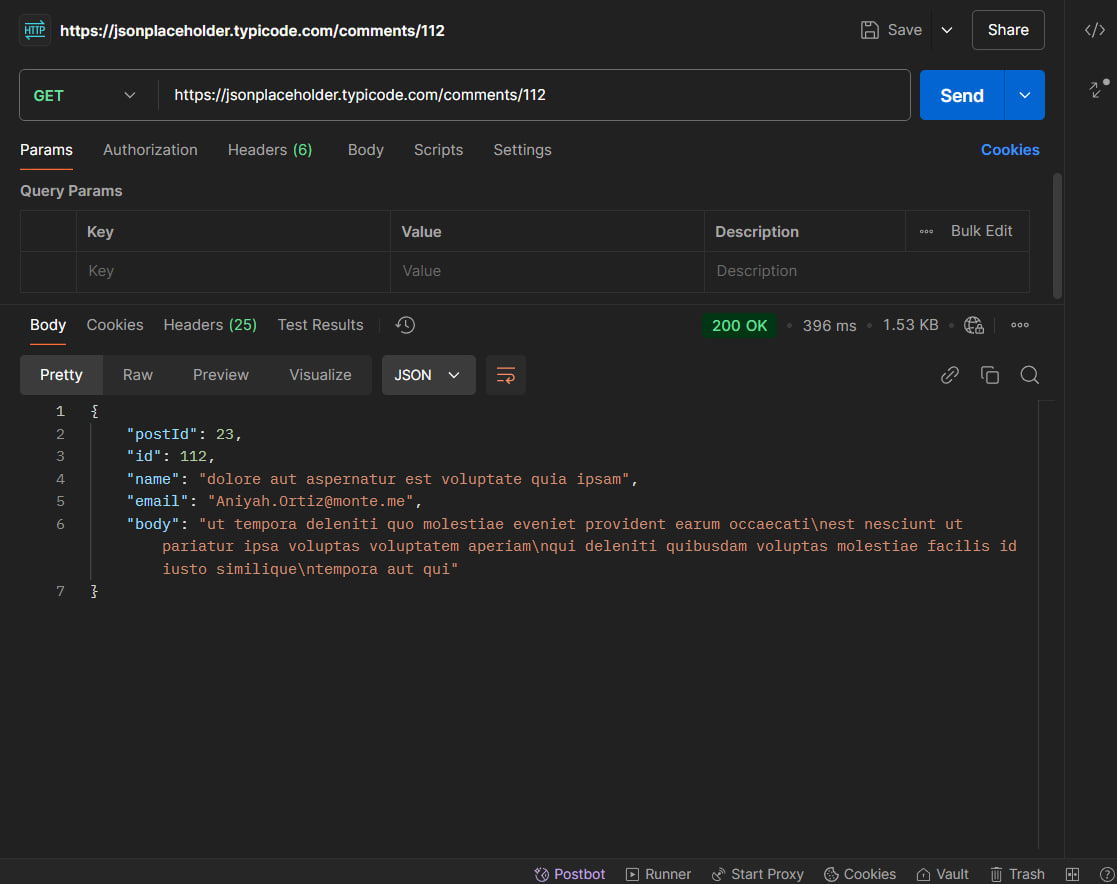 HTTP https://jsonplaceholder.typicode.com/comments/112 Save Share
GET https://jsonplaceholder.typicode.com/comments/112 Send
Params Authorization Headers (6) Body Scripts Settings Cookies
Query Params
Key Value Description Bulk Edit
Key Value Description
Body Cookies Headers (25) Test Results 200 OK 396 ms 1.53 KB
Pretty Raw Preview Visualize JSON
1 {
2 "postId": 23,
3 "id": 112,
4 "name": "dolore aut aspernatur est voluptate quia ipsam",
5 "email": "Aniyah.Ortiz@monte.me",
6 "body": "ut tempora deleniti quo molestiae eveniet provident earum occaecati\nest nesciunt ut
pariatur ipsa voluptas voluptatem aperiam\nqui deleniti quibusdam voluptas molestiae facilis id
iusto similique\ntempora aut qui"
7 }
Postbot Runner Start Proxy Cookies Vault Trash